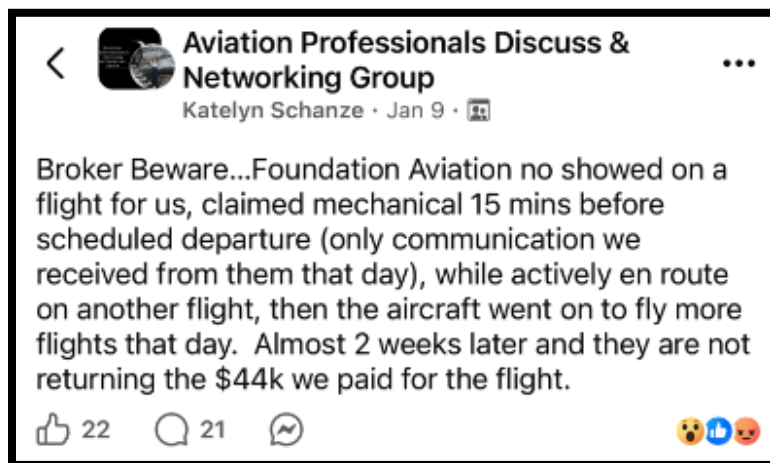 Aviation Professionals Discuss &
Networking Group
Katelyn Schanze · Jan 9 ·
Broker Beware...Foundation Aviation no showed on a
flight for us, claimed mechanical 15 mins before
scheduled departure (only communication we
received from them that day), while actively en route
on another flight, then the aircraft went on to fly more
flights that day.  Almost 2 weeks later and they are not
returning the $44k we paid for the flight.
22 21